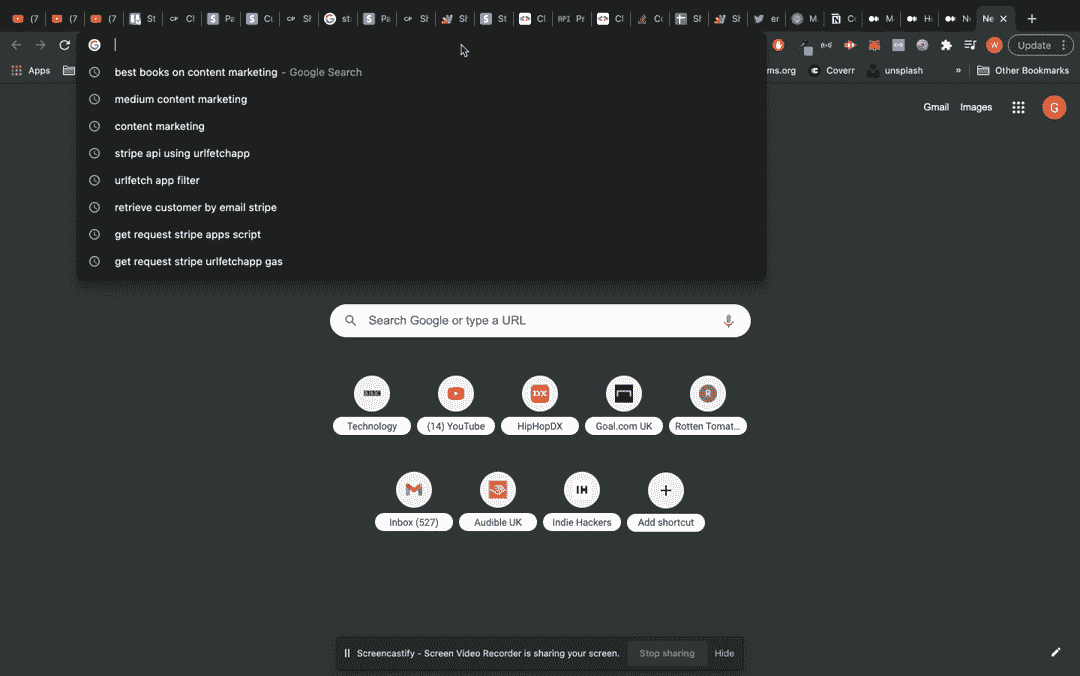 (7 (7 (7 St CP Cl Pa Cu CP Sh st Pa CP Sh Sh St Cl API Pr Cl Co Sh Sh er M Co M He Ne Ne
Update
Apps ms.org Coverr unsplash » Other Bookmarks
best books on content marketing - Google Search
medium content marketing
content marketing
stripe api using urlfetchapp
urlfetch app filter
retrieve customer by email stripe
get request stripe apps script
get request stripe urlfetchapp gas
Gmail Images G
Search Google or type a URL
Technology (14) YouTube HipHopDX Goal.com UK Rotten Tomat...
Inbox (527) Audible UK Indie Hackers Add shortcut
Screencastify - Screen Video Recorder is sharing your screen. Stop sharing Hide